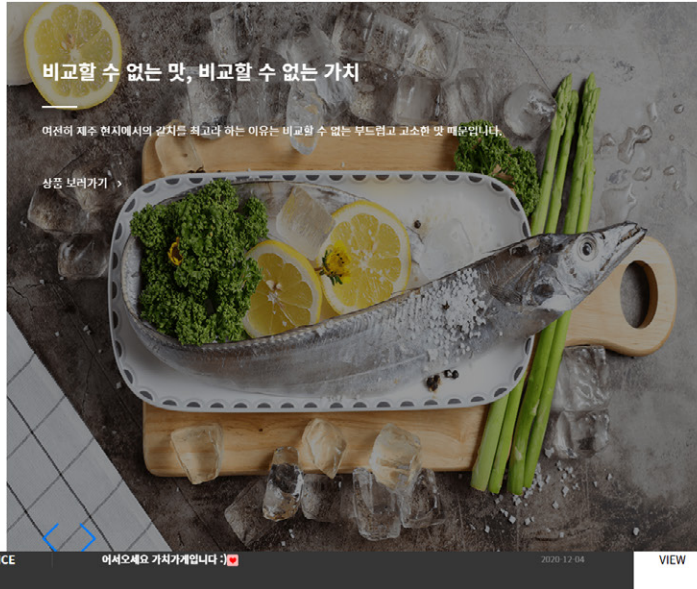 비교할 수 없는 맛, 비교할 수 없는 가치
여전히 제주 현지에서의 갈치를 최고라 하는 이유는 비교할 수 없는 부드럽고 고소한 맛 때문입니다.
상품 보러가기 >
ICE 어서오세요 가치가게입니다 :)💌 2020-12-04 VIEW